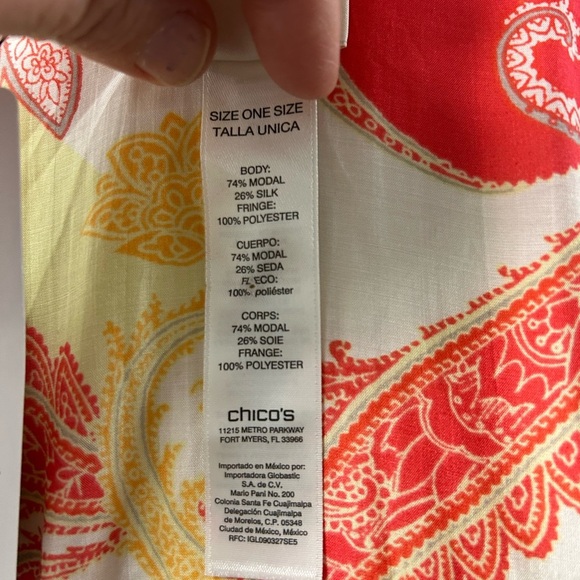 SIZE ONE SIZE
TALLA UNICA
BODY:
74% MODAL
26% SILK
FRINGE:
100% POLYESTER
CUERPO:
74% MODAL
26% SEDA
FLECO:
100% poliéster
CORPS:
74% MODAL
26% SOIE
FRANGE:
100% POLYESTER
chico's
11215 METRO PARKWAY
FORT MYERS, FL 33966
Importado en México por:
Importadora Globastic
S.A. de C.V.
Mario Pani No. 200
Colonia Santa Fe Cuajimalpa
Delegación Cuajimalpa
de Morelos, C.P. 05348
Ciudad de México, México
RFC: IGL090327SE5